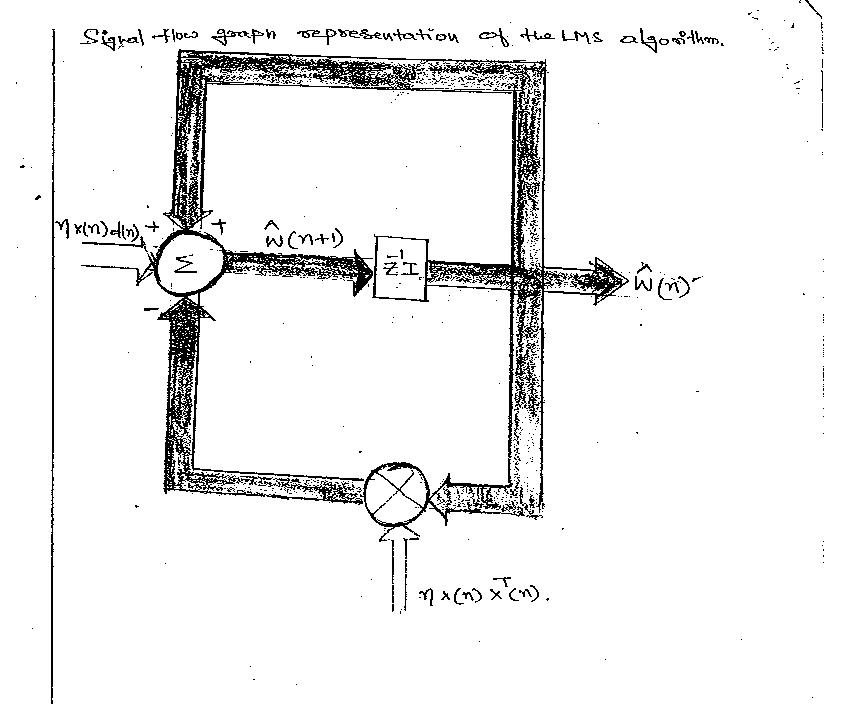 Signal flow graph representation of the LMS algorithm.
η x(n) d(n) + +
ŵ(n+1)
Σ
z⁻¹I
ŵ(n)
-
η x(n) xᵀ(n).